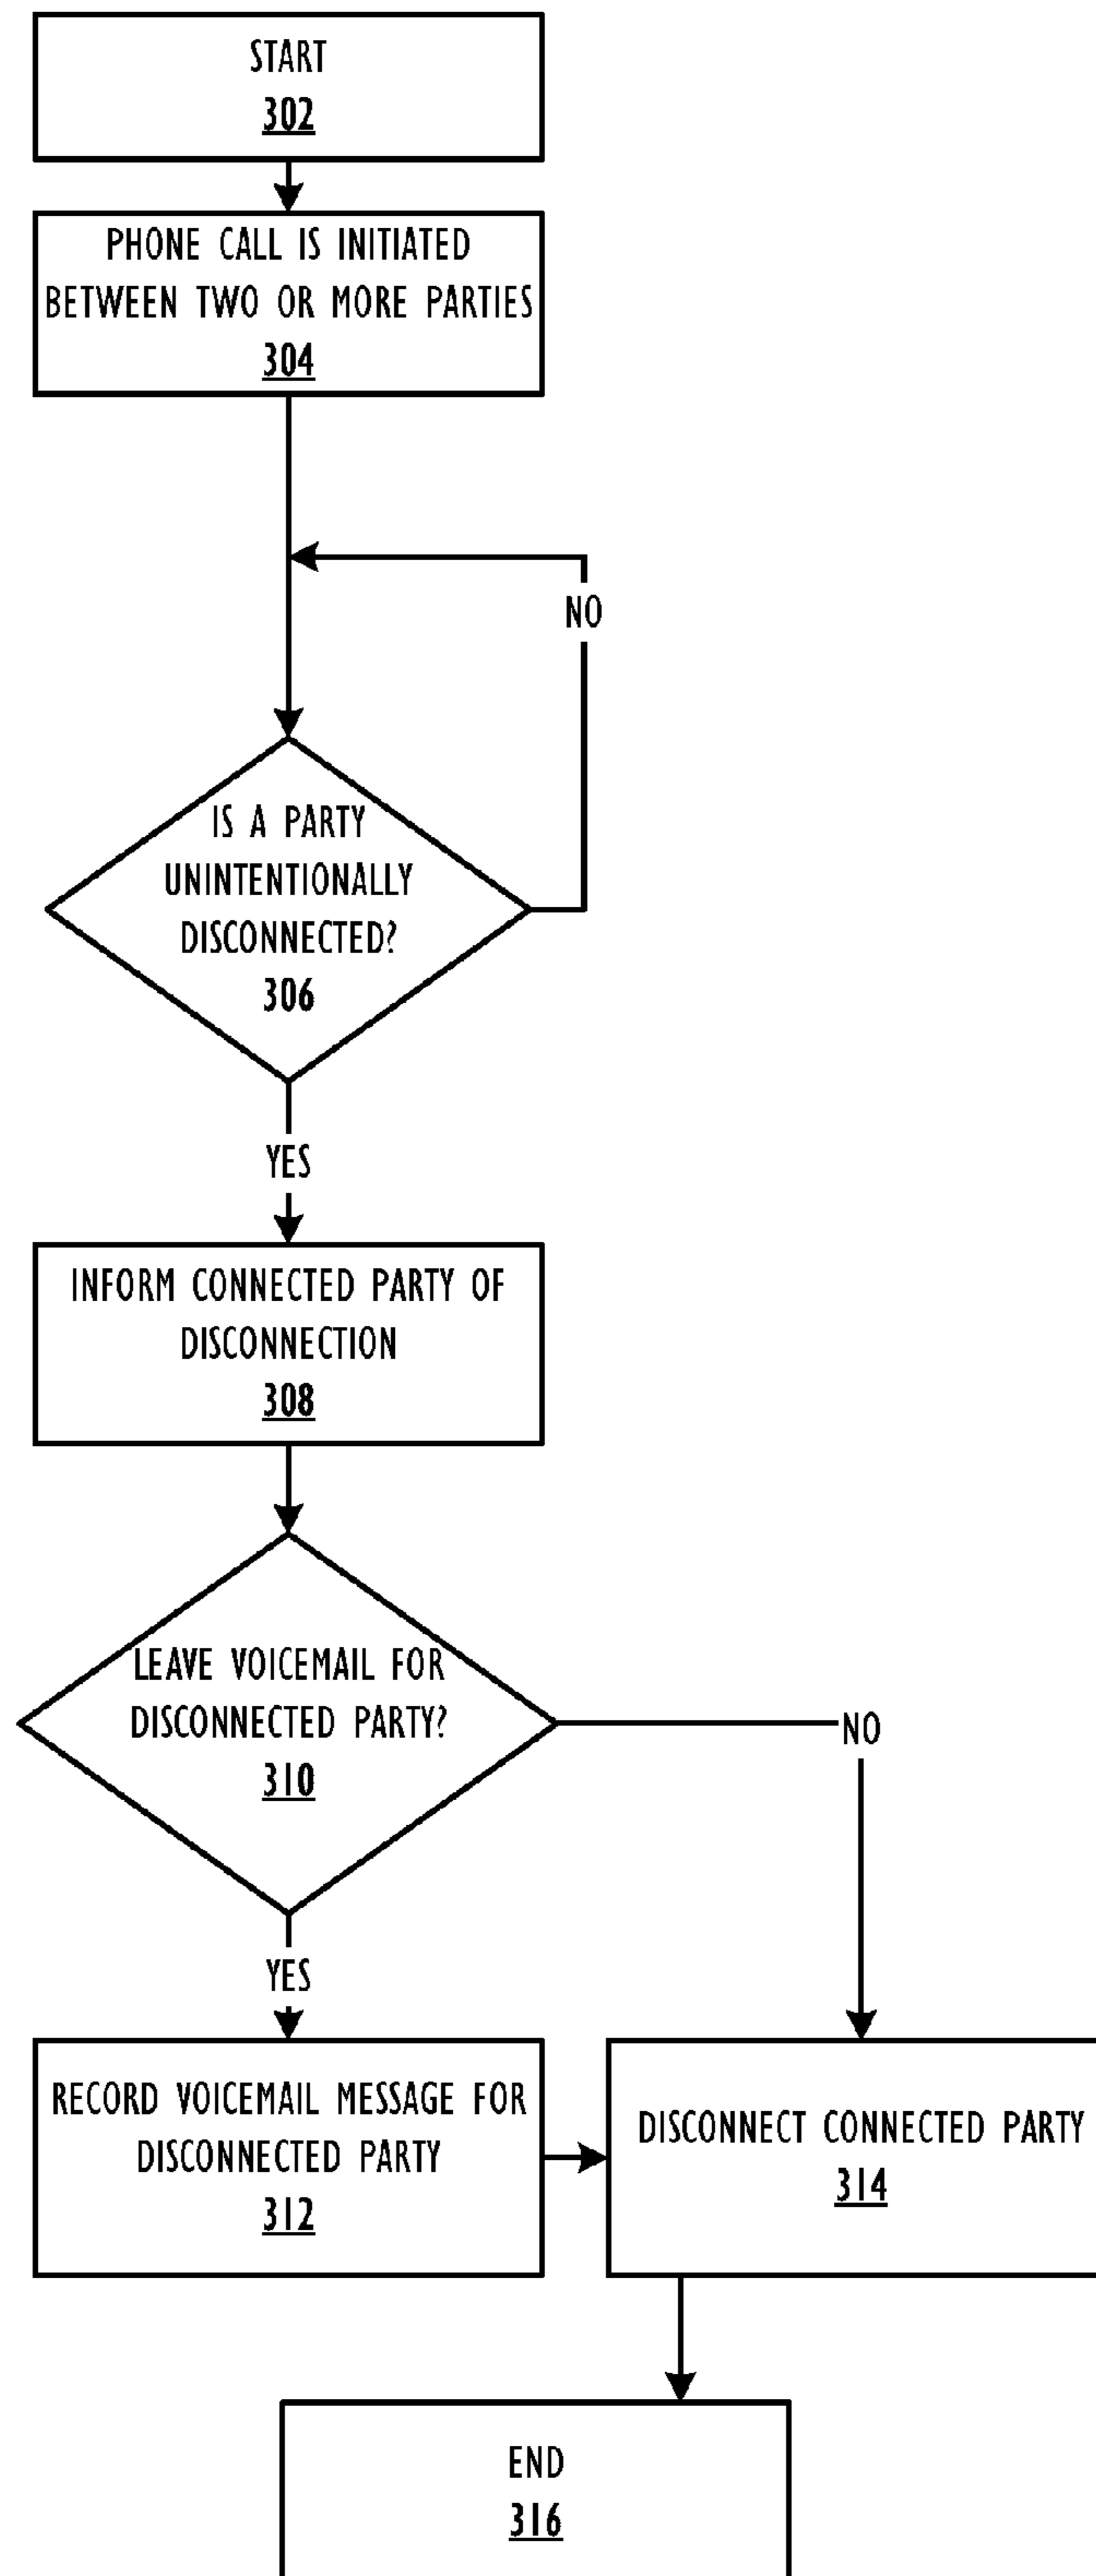 START
302
PHONE CALL IS INITIATED
BETWEEN TWO OR MORE PARTIES
304
NO
IS A PARTY
UNINTENTIONALLY
DISCONNECTED?
306
YES
INFORM CONNECTED PARTY OF
DISCONNECTION
308
LEAVE VOICEMAIL FOR
DISCONNECTED PARTY?
310
NO
YES
RECORD VOICEMAIL MESSAGE FOR
DISCONNECTED PARTY
312
DISCONNECT CONNECTED PARTY
314
END
316